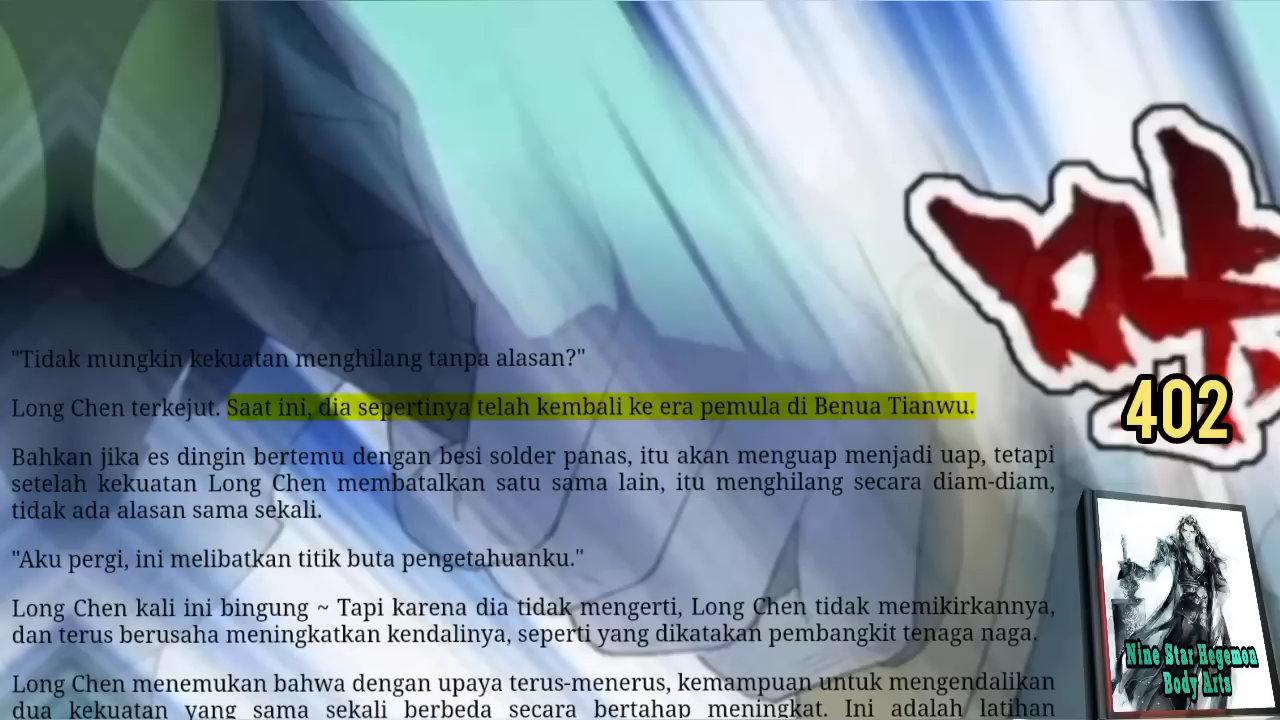 "Tidak mungkin kekuatan menghilang tanpa alasan?"
Long Chen terkejut. Saat ini, dia sepertinya telah kembali ke era pemula di Benua Tianwu.
402
Bahkan jika es dingin bertemu dengan besi solder panas, itu akan menguap menjadi uap, tetapi
setelah kekuatan Long Chen membatalkan satu sama lain, itu menghilang secara diam-diam,
tidak ada alasan sama sekali.
"Aku pergi, ini melibatkan titik buta pengetahuanku."
Long Chen kali ini bingung ~ Tapi karena dia tidak mengerti, Long Chen tidak memikirkannya,
dan terus berusaha meningkatkan kendalinya, seperti yang dikatakan pembangkit tenaga naga.
Nine Star Hegemon
Body Arts
Long Chen menemukan bahwa dengan upaya terus-menerus, kemampuan untuk mengendalikan
dua kekuatan yang sama sekali berbeda secara bertahap meningkat. Ini adalah latihan